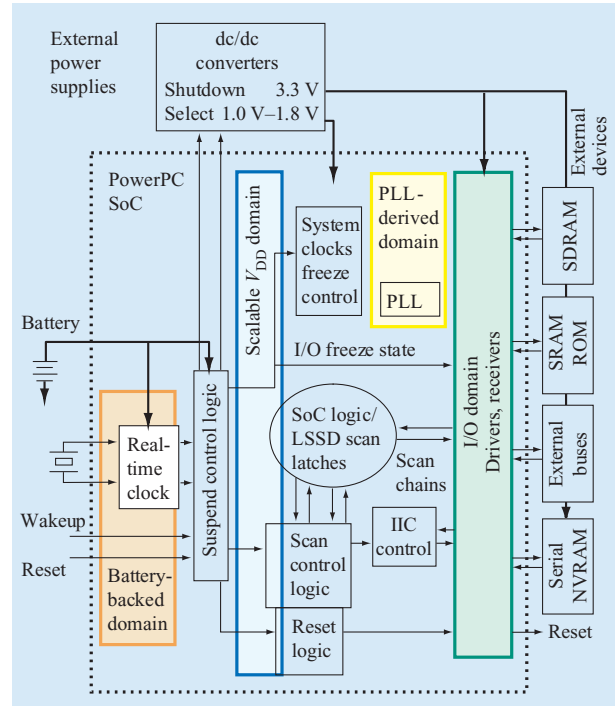 External
power
supplies
dc/dc
converters
Shutdown 3.3 V
Select 1.0 V–1.8 V
External
devices
PowerPC
SoC
Scalable VDD domain
System
clocks
freeze
control
PLL-
derived
domain
PLL
SDRAM
Battery
I/O freeze state
SRAM
ROM
I/O domain
Drivers, receivers
Suspend control logic
SoC logic/
LSSD scan
latches
Real-
time
clock
Scan
chains
External
buses
Wakeup
Reset
Battery-
backed
domain
Scan
control
logic
IIC
control
Serial
NVRAM
Reset
logic
Reset